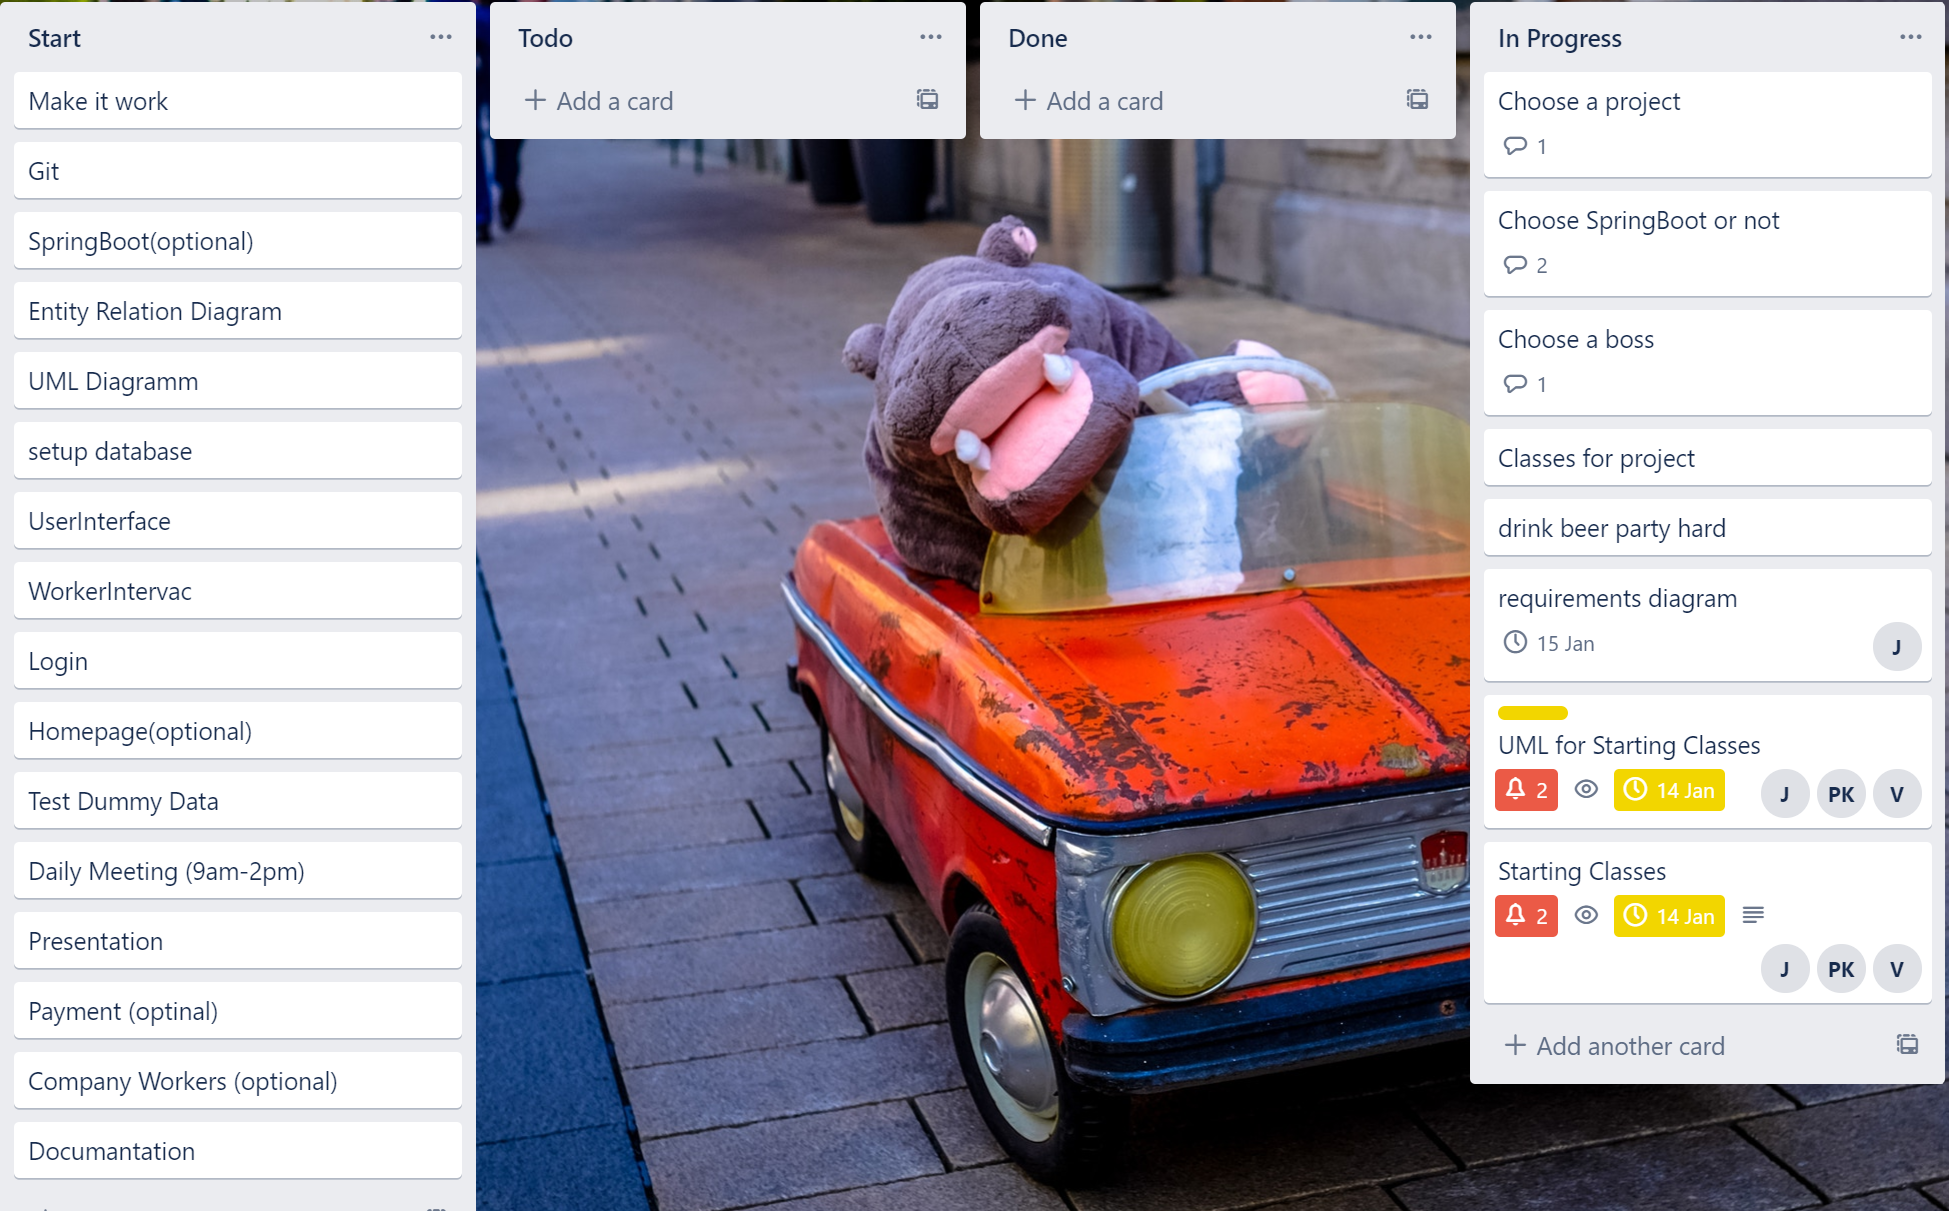 Start
Make it work
Git
SpringBoot(optional)
Entity Relation Diagram
UML Diagramm
setup database
UserInterface
WorkerIntervac
Login
Homepage(optional)
Test Dummy Data
Daily Meeting (9am-2pm)
Presentation
Payment (optinal)
Company Workers (optional)
Documantation
Todo
Add a card
Done
Add a card
In Progress
Choose a project
1
Choose SpringBoot or not
2
Choose a boss
1
Classes for project
drink beer party hard
requirements diagram
15 Jan
J
UML for Starting Classes
2 14 Jan J PK V
Starting Classes
2 14 Jan
J PK V
Add another card